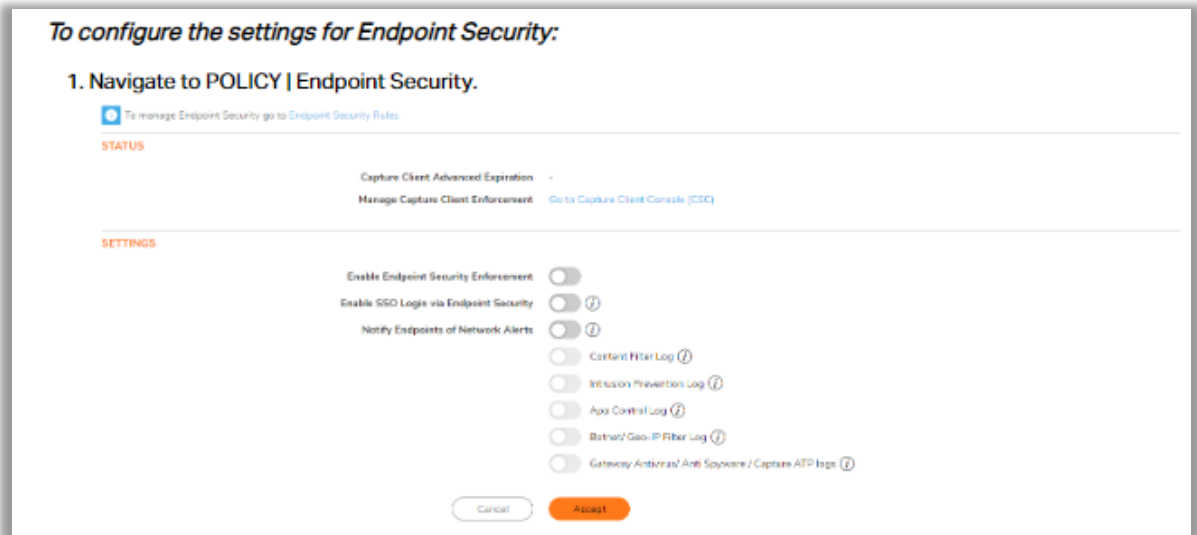 To configure the settings for Endpoint Security:
1. Navigate to POLICY | Endpoint Security.
To manage Endpoint Security go to Endpoint Security Rules
STATUS
Capture Client Advanced Expiration -
Manage Capture Client Enforcement Go to Capture Client Console (CSC)
SETTINGS
Enable Endpoint Security Enforcement
Enable SSO Login via Endpoint Security
Notify Endpoints of Network Alerts
Content Filter Log
Intrusion Prevention Log
App Control Log
Botnet/ Geo-IP Filter Log
Gateway Antivirus/ Anti Spyware / Capture ATP logs
Cancel Accept